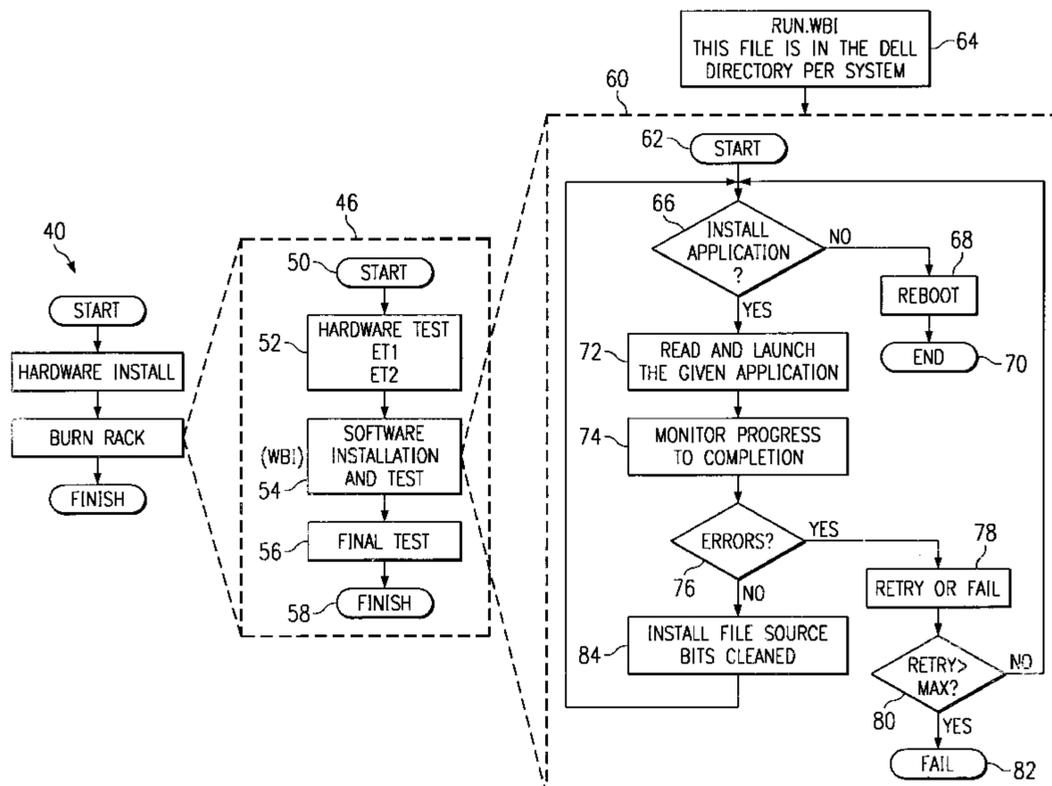 40
START
HARDWARE INSTALL
BURN RACK
FINISH
46
50
START
52
HARDWARE TEST
ET1
ET2
(WBI)
54
SOFTWARE
INSTALLATION
AND TEST
56
FINAL TEST
58
FINISH
RUN.WBI
THIS FILE IS IN THE DELL
DIRECTORY PER SYSTEM
64
60
62
START
66
INSTALL
APPLICATION
?
NO
68
REBOOT
END
70
YES
72
READ AND LAUNCH
THE GIVEN APPLICATION
74
MONITOR PROGRESS
TO COMPLETION
ERRORS?
76
YES
78
RETRY OR FAIL
NO
84
INSTALL FILE SOURCE
BITS CLEANED
RETRY>
MAX?
80
NO
YES
FAIL
82